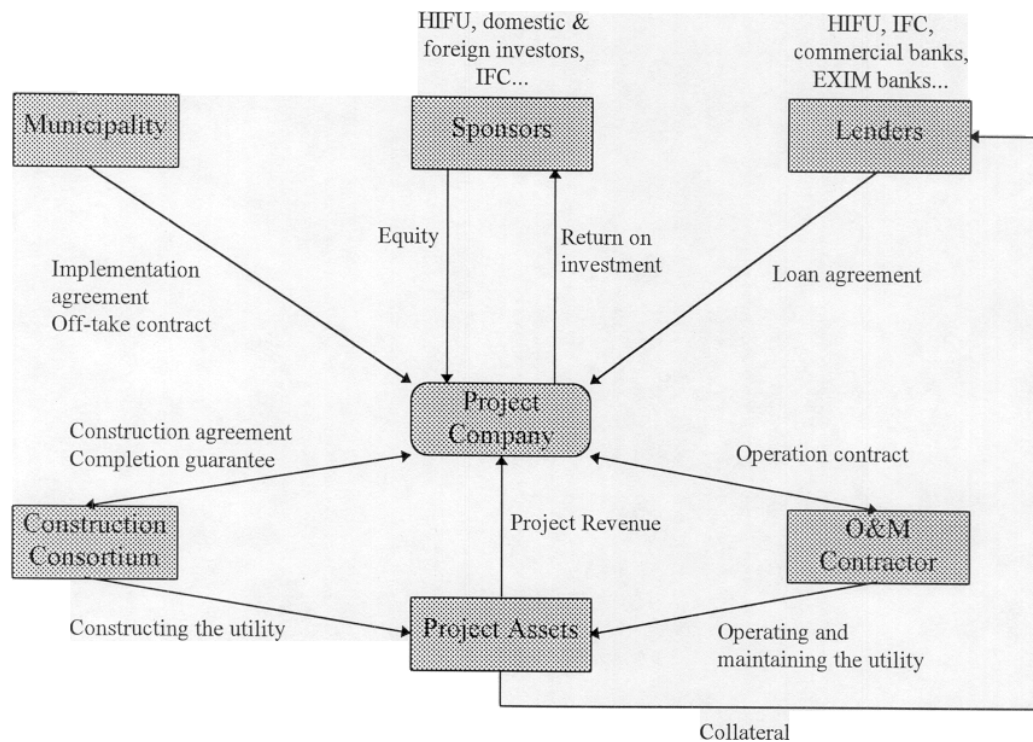 HIFU, domestic &
foreign investors,
IFC...
HIFU, IFC,
commercial banks,
EXIM banks...
Municipality
Sponsors
Lenders
Equity
Return on
investment
Implementation
agreement
Off-take contract
Loan agreement
Project
Company
Construction agreement
Completion guarantee
Operation contract
Construction
Consortium
Project Revenue
O&M
Contractor
Constructing the utility
Project Assets
Operating and
maintaining the utility
Collateral